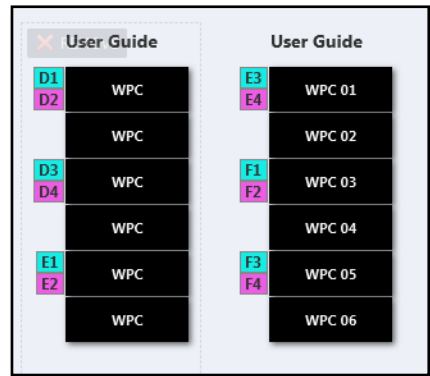 User Guide
D1
D2
WPC
WPC
D3
D4
WPC
WPC
E1
E2
WPC
WPC
User Guide
E3
E4
WPC 01
WPC 02
F1
F2
WPC 03
WPC 04
F3
F4
WPC 05
WPC 06